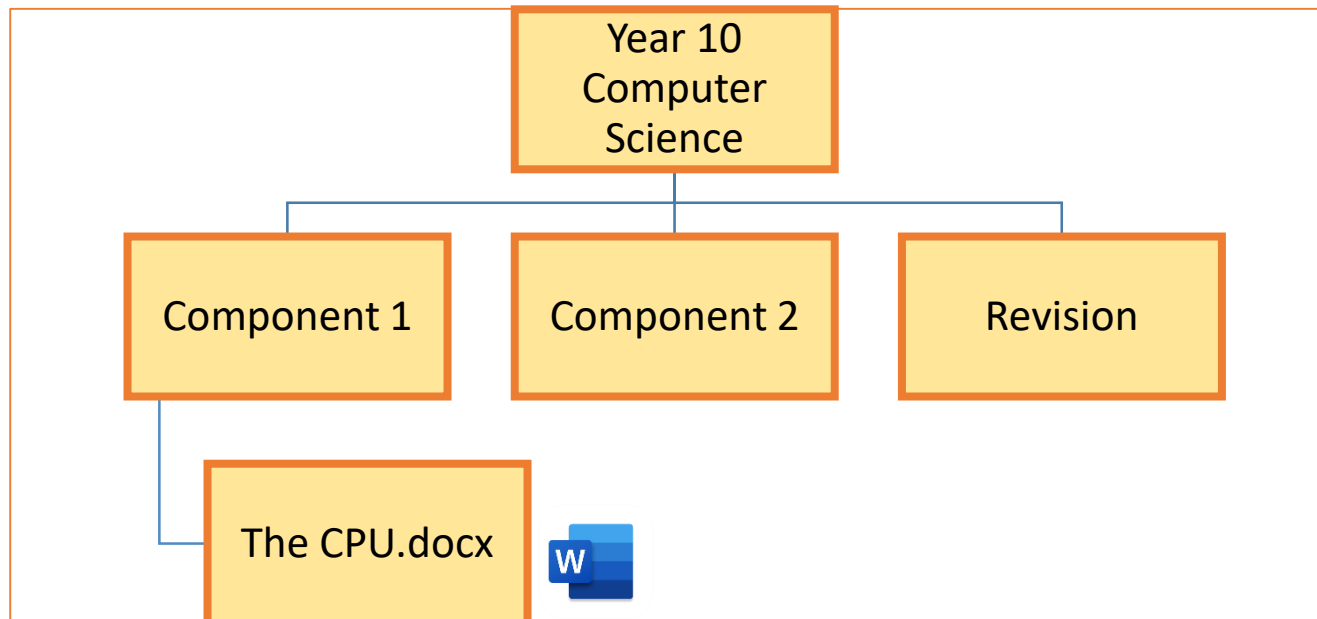 Year 10
Computer
Science
Component 1
Component 2
Revision
The CPU.docx
W